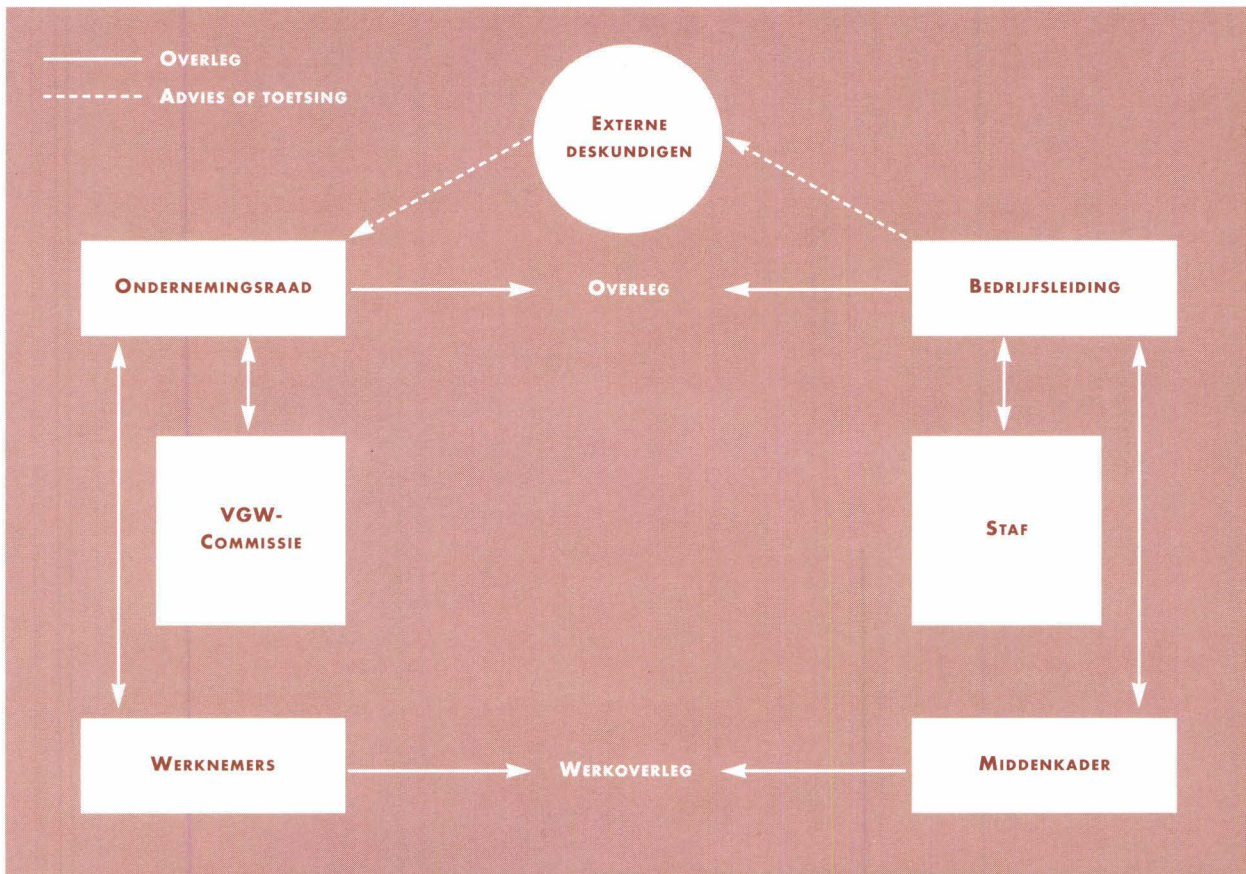 OVERLEG
ADVIES OF TOETSING
EXTERNE
DESKUNDIGEN
ONDERNEMINGSRAAD
OVERLEG
BEDRIJFSLEIDING
VGW-
COMMISSIE
STAF
WERKNEMERS
WERKOVERLEG
MIDDENKADER